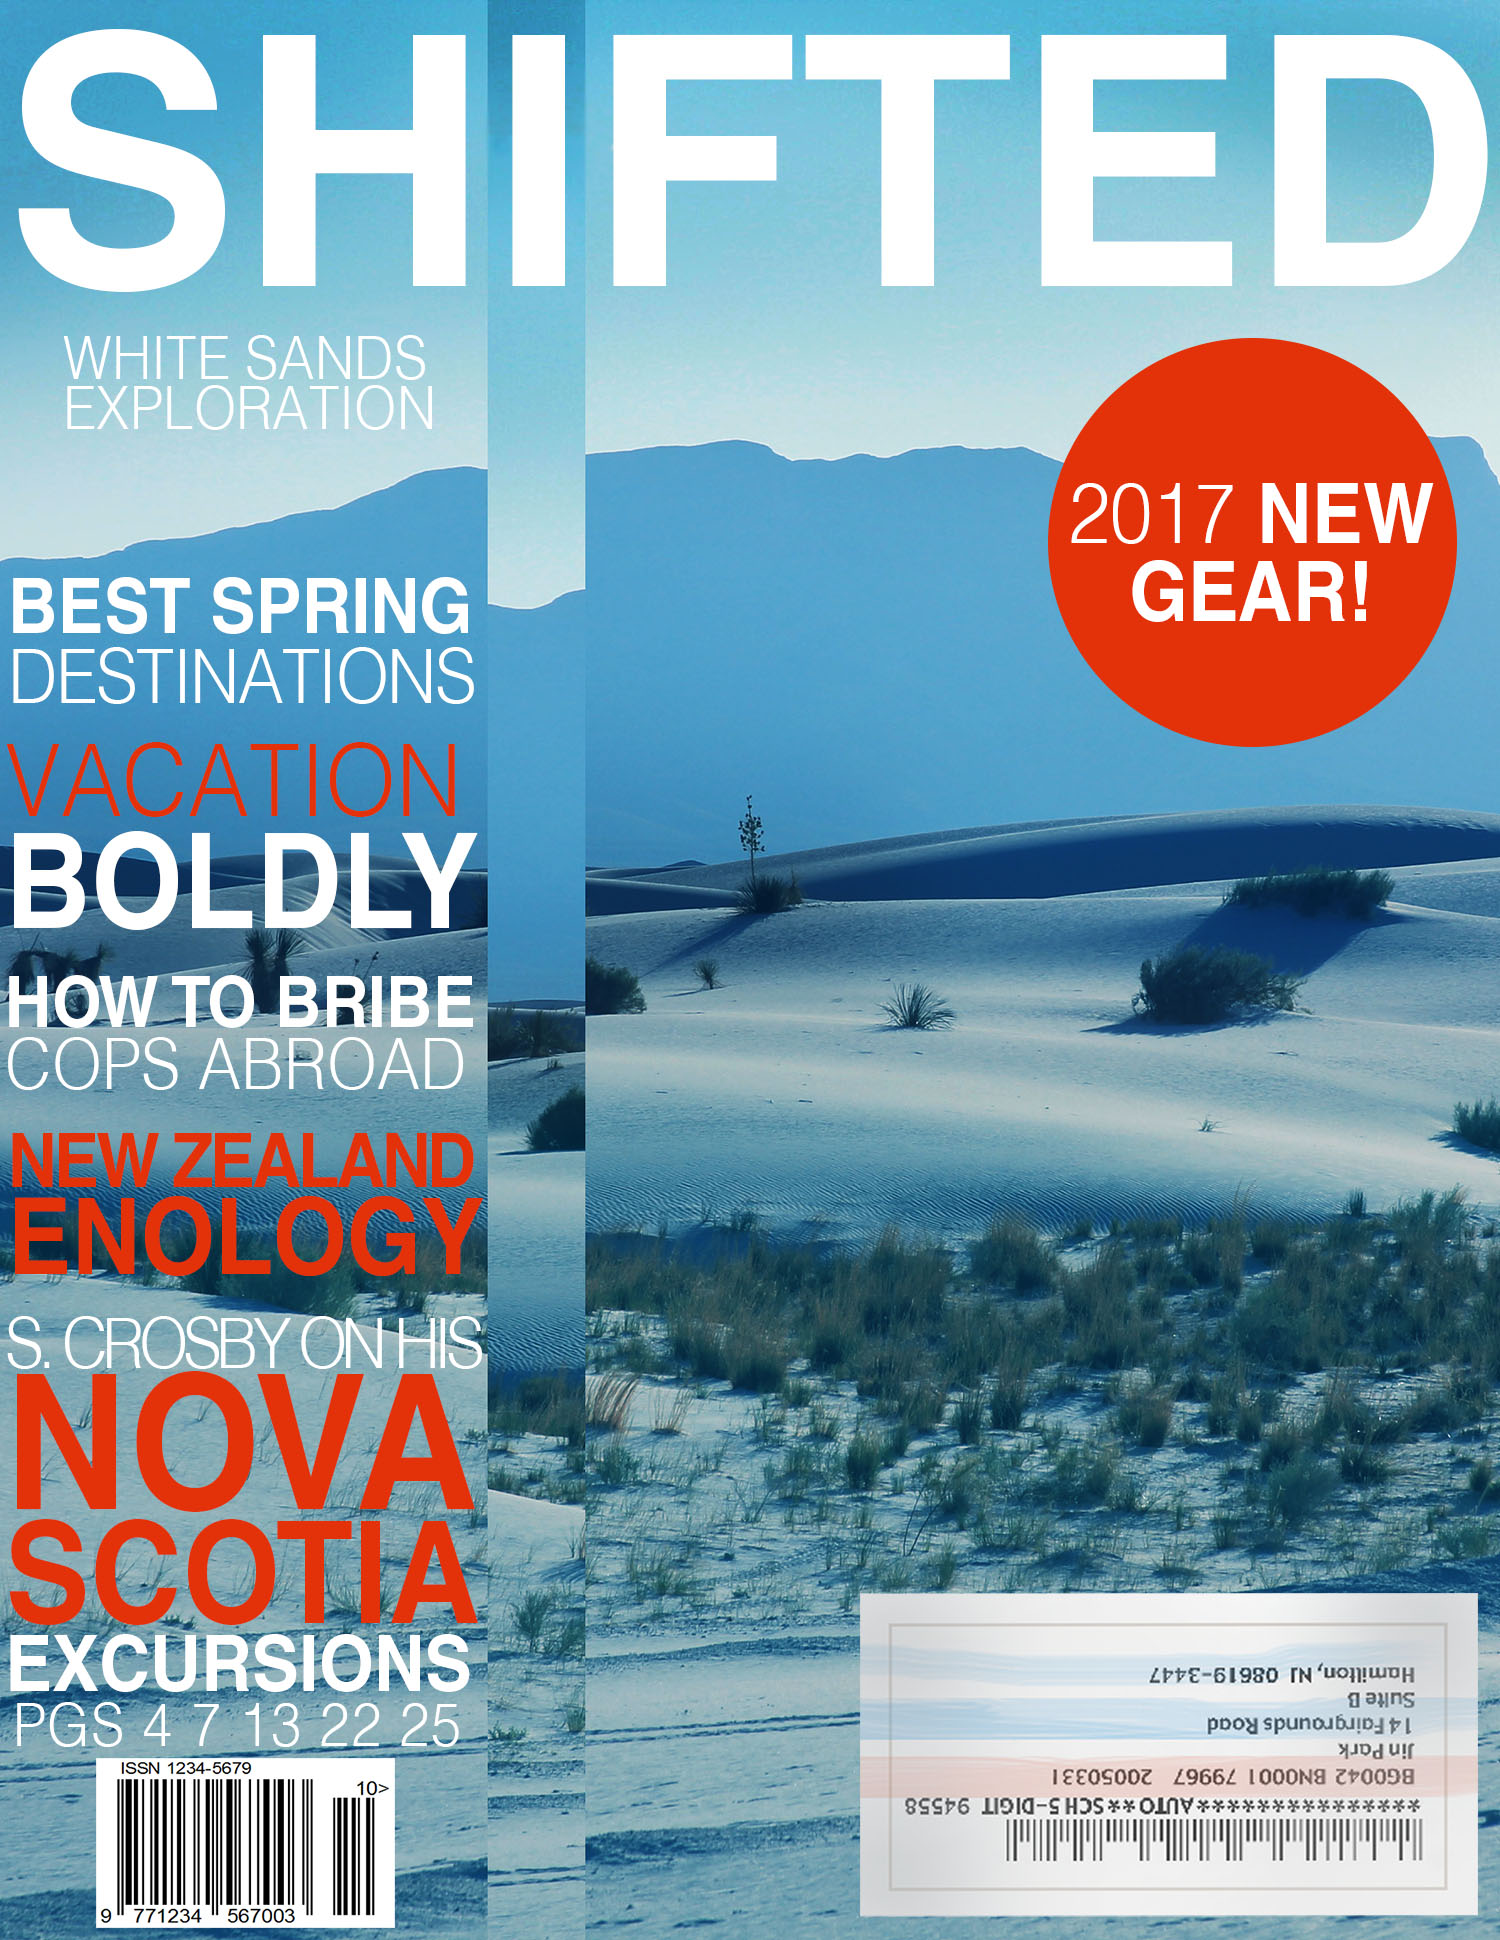 SHIFTED
WHITE SANDS
EXPLORATION
2017 NEW
GEAR!
BEST SPRING
DESTINATIONS
VACATION
BOLDLY
HOW TO BRIBE
COPS ABROAD
NEW ZEALAND
ENOLOGY
S. CROSBY ON HIS
NOVA
SCOTIA
EXCURSIONS
PGS 4 7 13 22 25
ISSN 1234-5679
10>
9 771234 567003
****************AUTO**SCH 5-DIGIT 94558
BG0042 BN0001 79967 20050331
Jin Park
14 Fairgrounds Road
Suite B
Hamilton, NJ 08619-3447